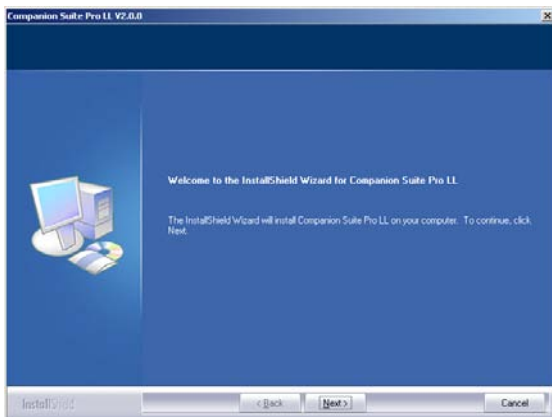 Companion Suite Pro LL V2.0.0
Welcome to the InstallShield Wizard for Companion Suite Pro LL
The InstallShield Wizard will install Companion Suite Pro LL on your computer. To continue, click
Next.
InstallShield
< Back
Next >
Cancel